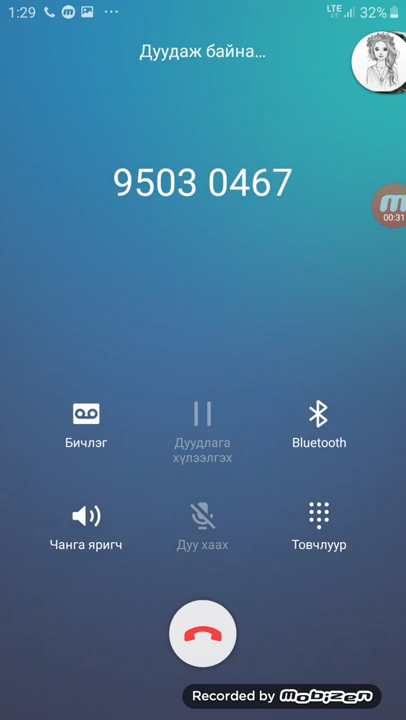 1:29
LTE
32%
Дуудаж байна...
9503 0467
m
00:31
Бичлэг
Дуудлага
хүлээлгэх
Bluetooth
Чанга яригч
Дуу хаах
Товчлуур
Recorded by mobizen